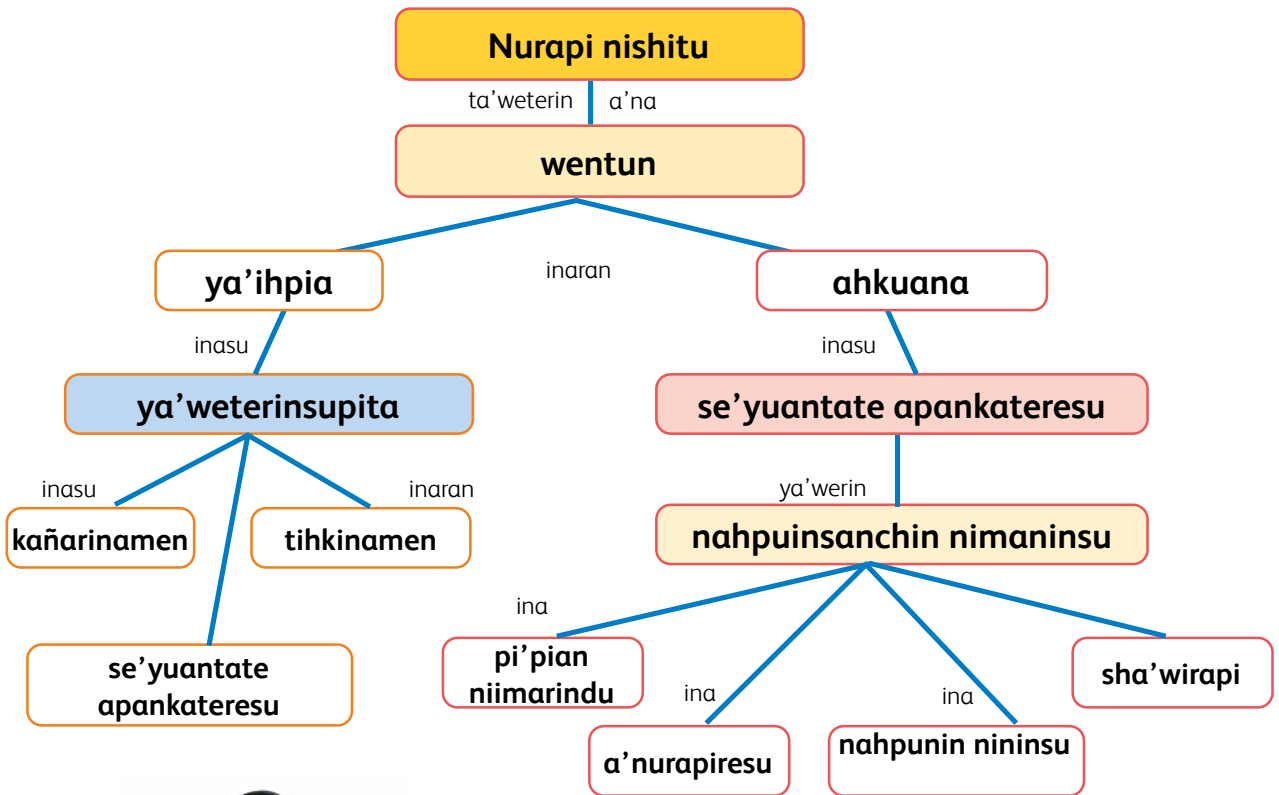 Nurapi nishitu
ta’weterin a’na
wentun
inaran
ya’ihpia
ahkuana
inasu
inasu
ya’weterinsupita
se’yuantate apankateresu
inasu
inaran
ya’werin
kañarinamen
tihkinamen
nahpuinsanchin nimaninsu
ina
se’yuantate
apankateresu
pi’pian
niimarindu
sha’wirapi
ina
ina
a’nurapiresu
nahpunin nininsu